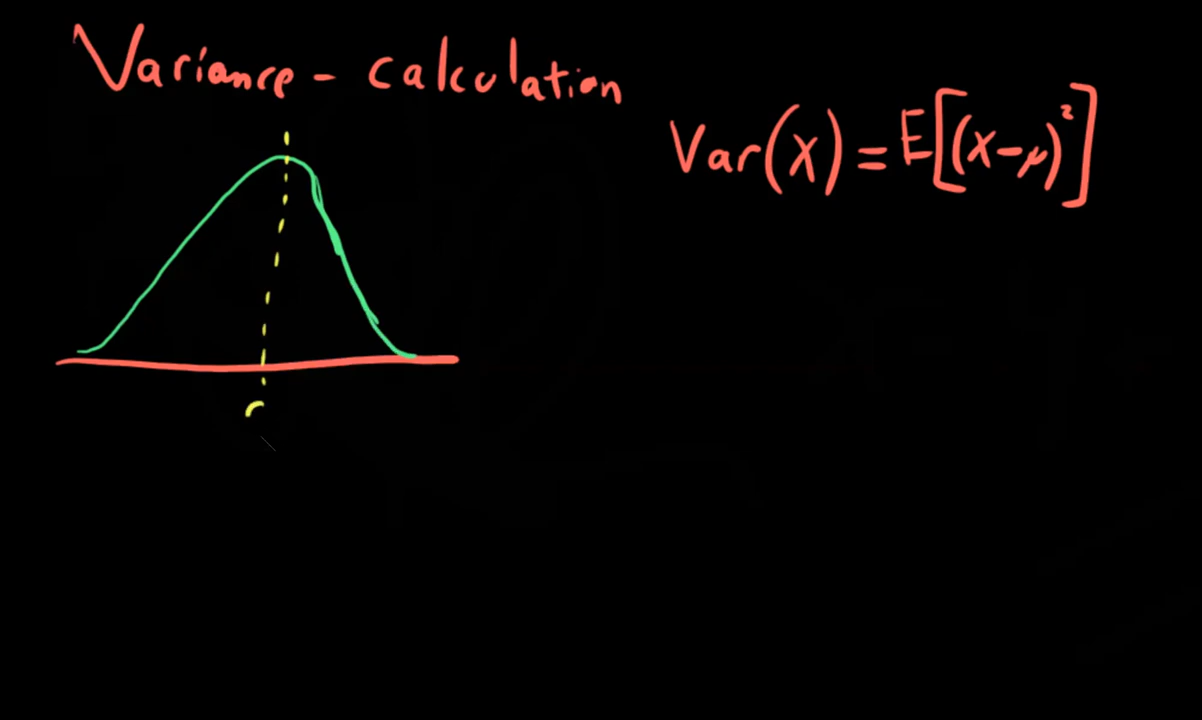 Variance - calculation
Var(X) = E[(X-μ)²]